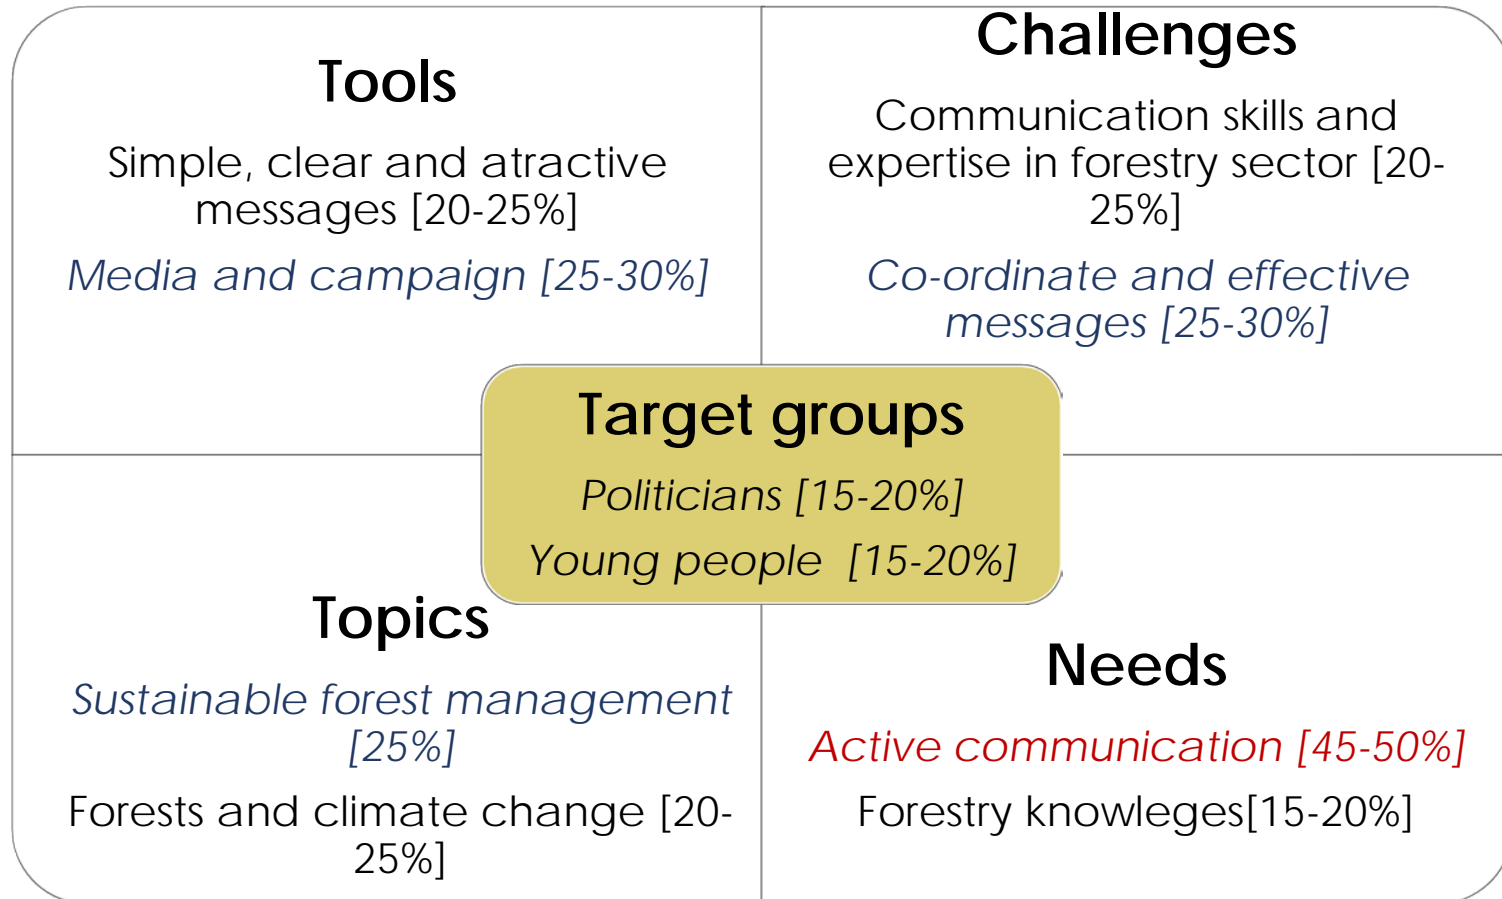 Tools
Simple, clear and atractive
messages [20-25%]
Media and campaign [25-30%]
Challenges
Communication skills and
expertise in forestry sector [20-
25%]
Co-ordinate and effective
messages [25-30%]
Target groups
Politicians [15-20%]
Young people  [15-20%]
Topics
Sustainable forest management
[25%]
Forests and climate change [20-
25%]
Needs
Active communication [45-50%]
Forestry knowleges[15-20%]